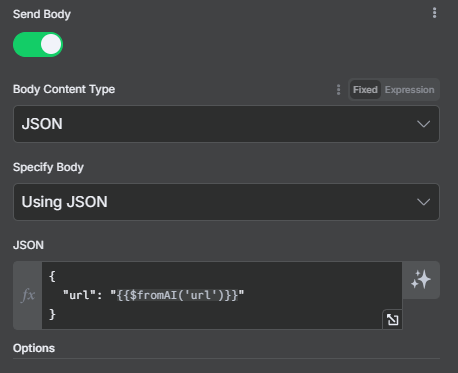 Send Body
Body Content Type
Fixed Expression
JSON
Specify Body
Using JSON
JSON
fx
{
"url": "{{$fromAI('url')}}"
}
Options